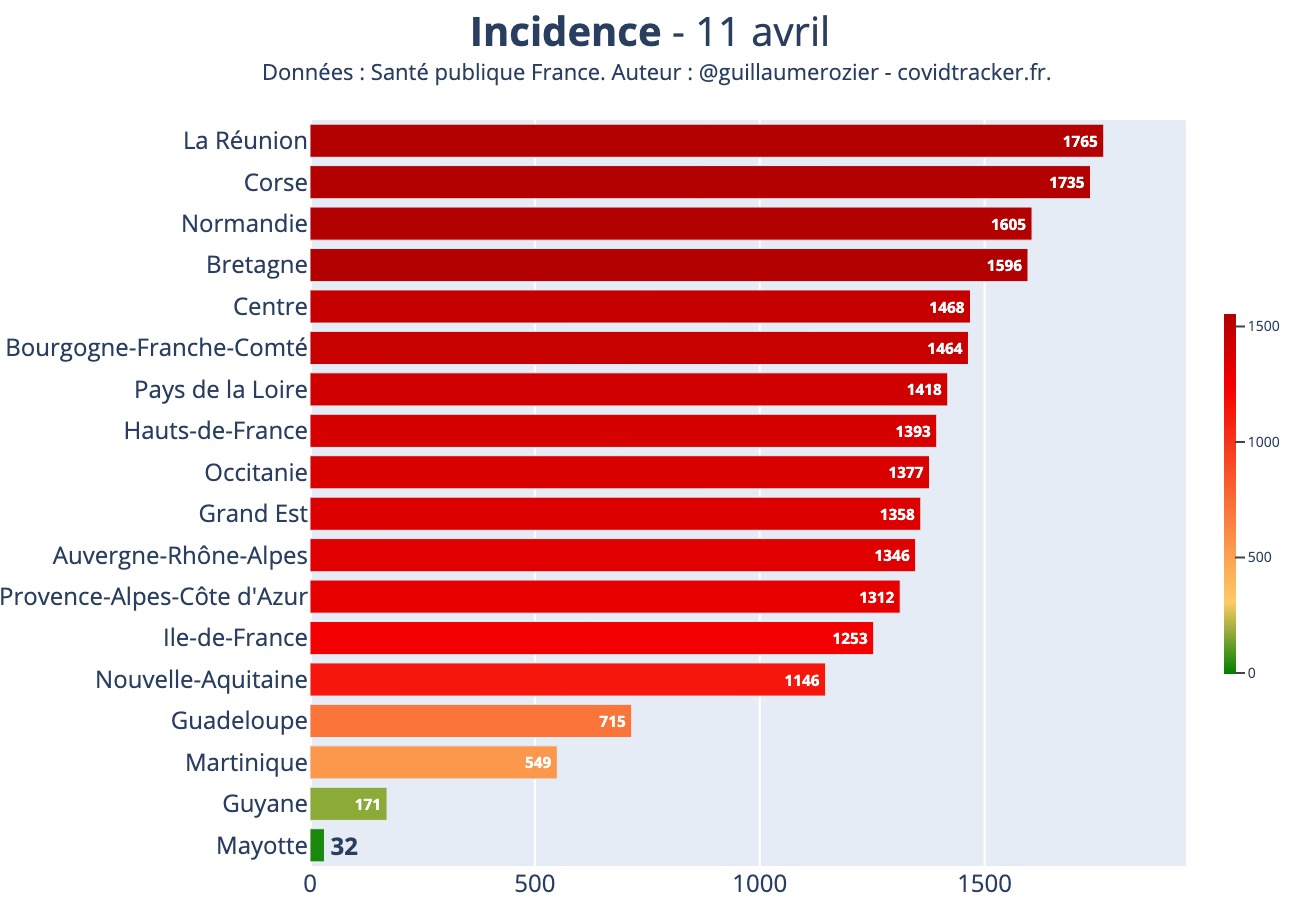 Incidence - 11 avril
Données : Santé publique France. Auteur : @guillaumerozier - covidtracker.fr.
La Réunion 1765
Corse 1735
Normandie 1605
Bretagne 1596
Centre 1468
Bourgogne-Franche-Comté 1464
Pays de la Loire 1418
Hauts-de-France 1393
Occitanie 1377
Grand Est 1358
Auvergne-Rhône-Alpes 1346
Provence-Alpes-Côte d'Azur 1312
Ile-de-France 1253
Nouvelle-Aquitaine 1146
Guadeloupe 715
Martinique 549
Guyane 171
Mayotte 32
0 500 1000 1500
1500
1000
500
0